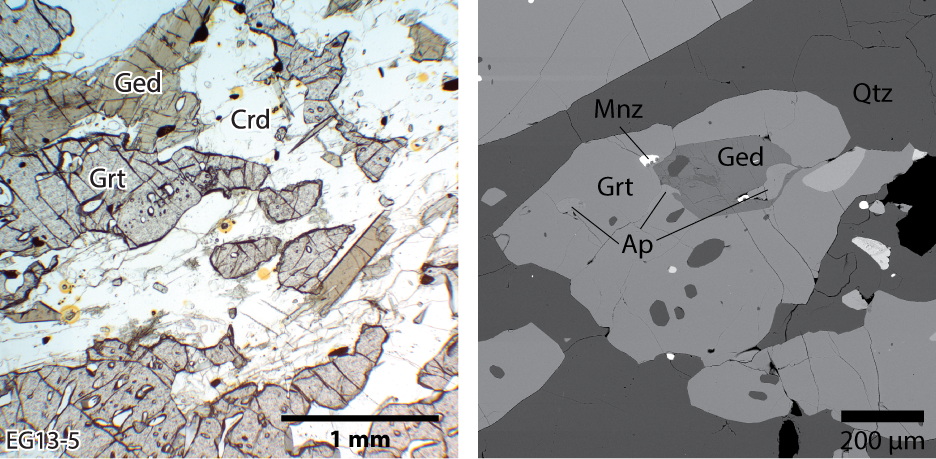 Ged
Crd
Grt
EG13-5
1 mm
Mnz
Qtz
Ged
Grt
Ap
200 µm